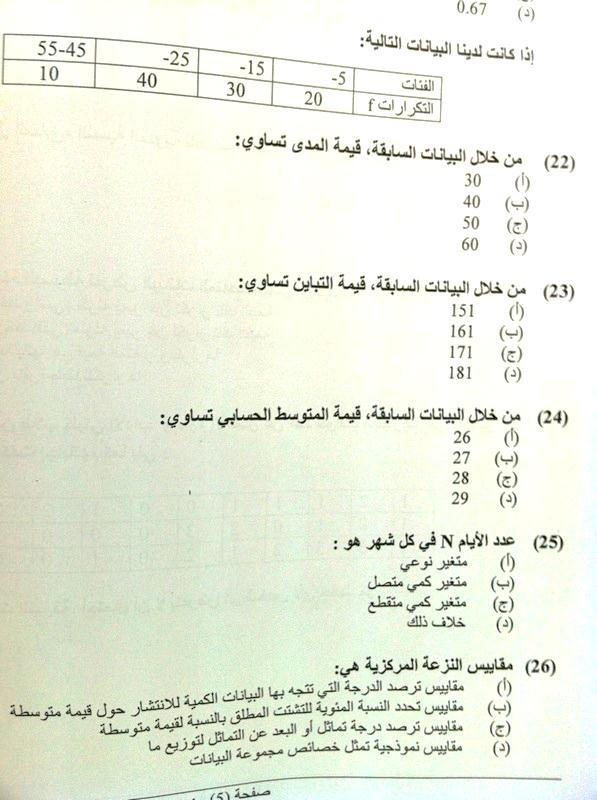 (د) 0.67
إذا كانت لدينا البيانات التالية:
الفئات 5- 15- 25- 45-55
التكرارات f 20 30 40 10
(22) من خلال البيانات السابقة، قيمة المدى تساوي:
(أ) 30
(ب) 40
(ج) 50
(د) 60
(23) من خلال البيانات السابقة، قيمة التباين تساوي:
(أ) 151
(ب) 161
(ج) 171
(د) 181
(24) من خلال البيانات السابقة، قيمة المتوسط الحسابي تساوي:
(أ) 26
(ب) 27
(ج) 28
(د) 29
(25) عدد الأيام N في كل شهر هو :
(أ) متغير نوعي
(ب) متغير كمي متصل
(ج) متغير كمي متقطع
(د) خلاف ذلك
(26) مقاييس النزعة المركزية هي:
(أ) مقاييس ترصد الدرجة التي تتجه بها البيانات الكمية للانتشار حول قيمة متوسطة
(ب) مقاييس تحدد النسبة المئوية للتشتت المطلق بالنسبة لقيمة متوسطة
(ج) مقاييس ترصد درجة تماثل أو البعد عن التماثل لتوزيع ما
(د) مقاييس نموذجية تمثل خصائص مجموعة البيانات
صفحة (5)